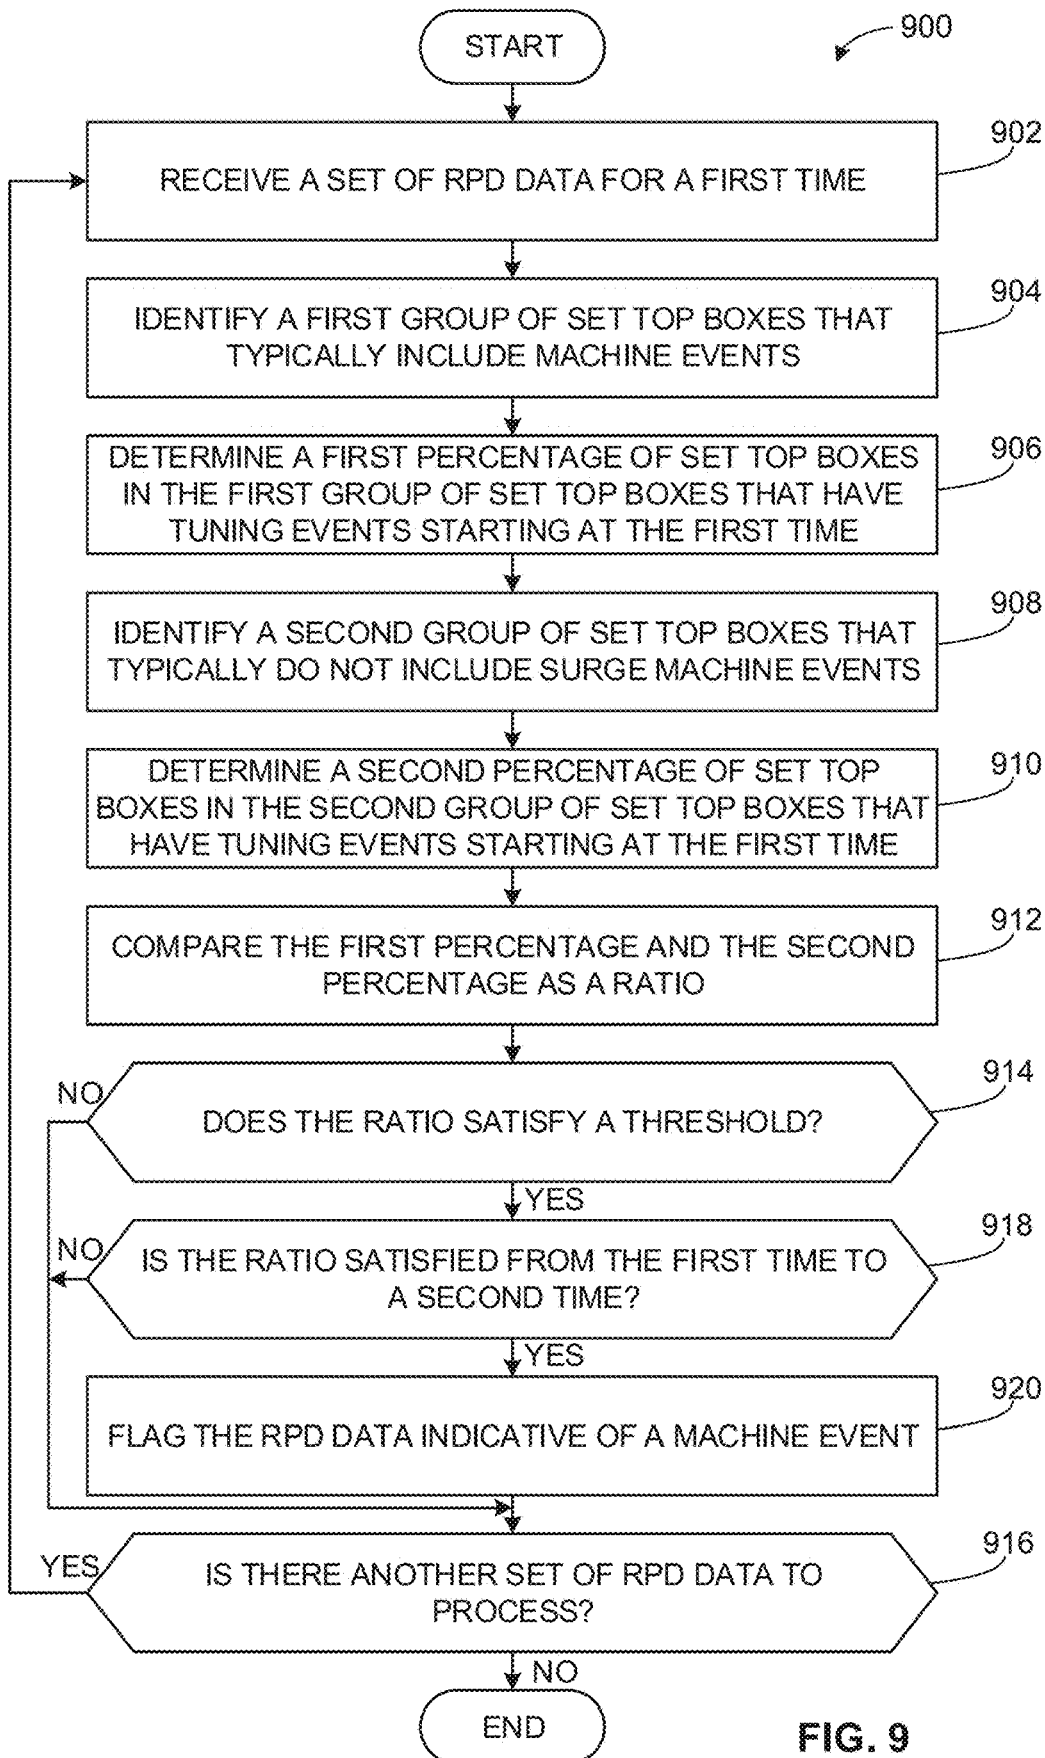 START
900
902
RECEIVE A SET OF RPD DATA FOR A FIRST TIME
904
IDENTIFY A FIRST GROUP OF SET TOP BOXES THAT
TYPICALLY INCLUDE MACHINE EVENTS
906
DETERMINE A FIRST PERCENTAGE OF SET TOP BOXES
IN THE FIRST GROUP OF SET TOP BOXES THAT HAVE
TUNING EVENTS STARTING AT THE FIRST TIME
908
IDENTIFY A SECOND GROUP OF SET TOP BOXES THAT
TYPICALLY DO NOT INCLUDE SURGE MACHINE EVENTS
910
DETERMINE A SECOND PERCENTAGE OF SET TOP
BOXES IN THE SECOND GROUP OF SET TOP BOXES THAT
HAVE TUNING EVENTS STARTING AT THE FIRST TIME
912
COMPARE THE FIRST PERCENTAGE AND THE SECOND
PERCENTAGE AS A RATIO
914
NO
DOES THE RATIO SATISFY A THRESHOLD?
YES
918
NO
IS THE RATIO SATISFIED FROM THE FIRST TIME TO
A SECOND TIME?
YES
920
FLAG THE RPD DATA INDICATIVE OF A MACHINE EVENT
916
YES
IS THERE ANOTHER SET OF RPD DATA TO
PROCESS?
NO
END
FIG. 9